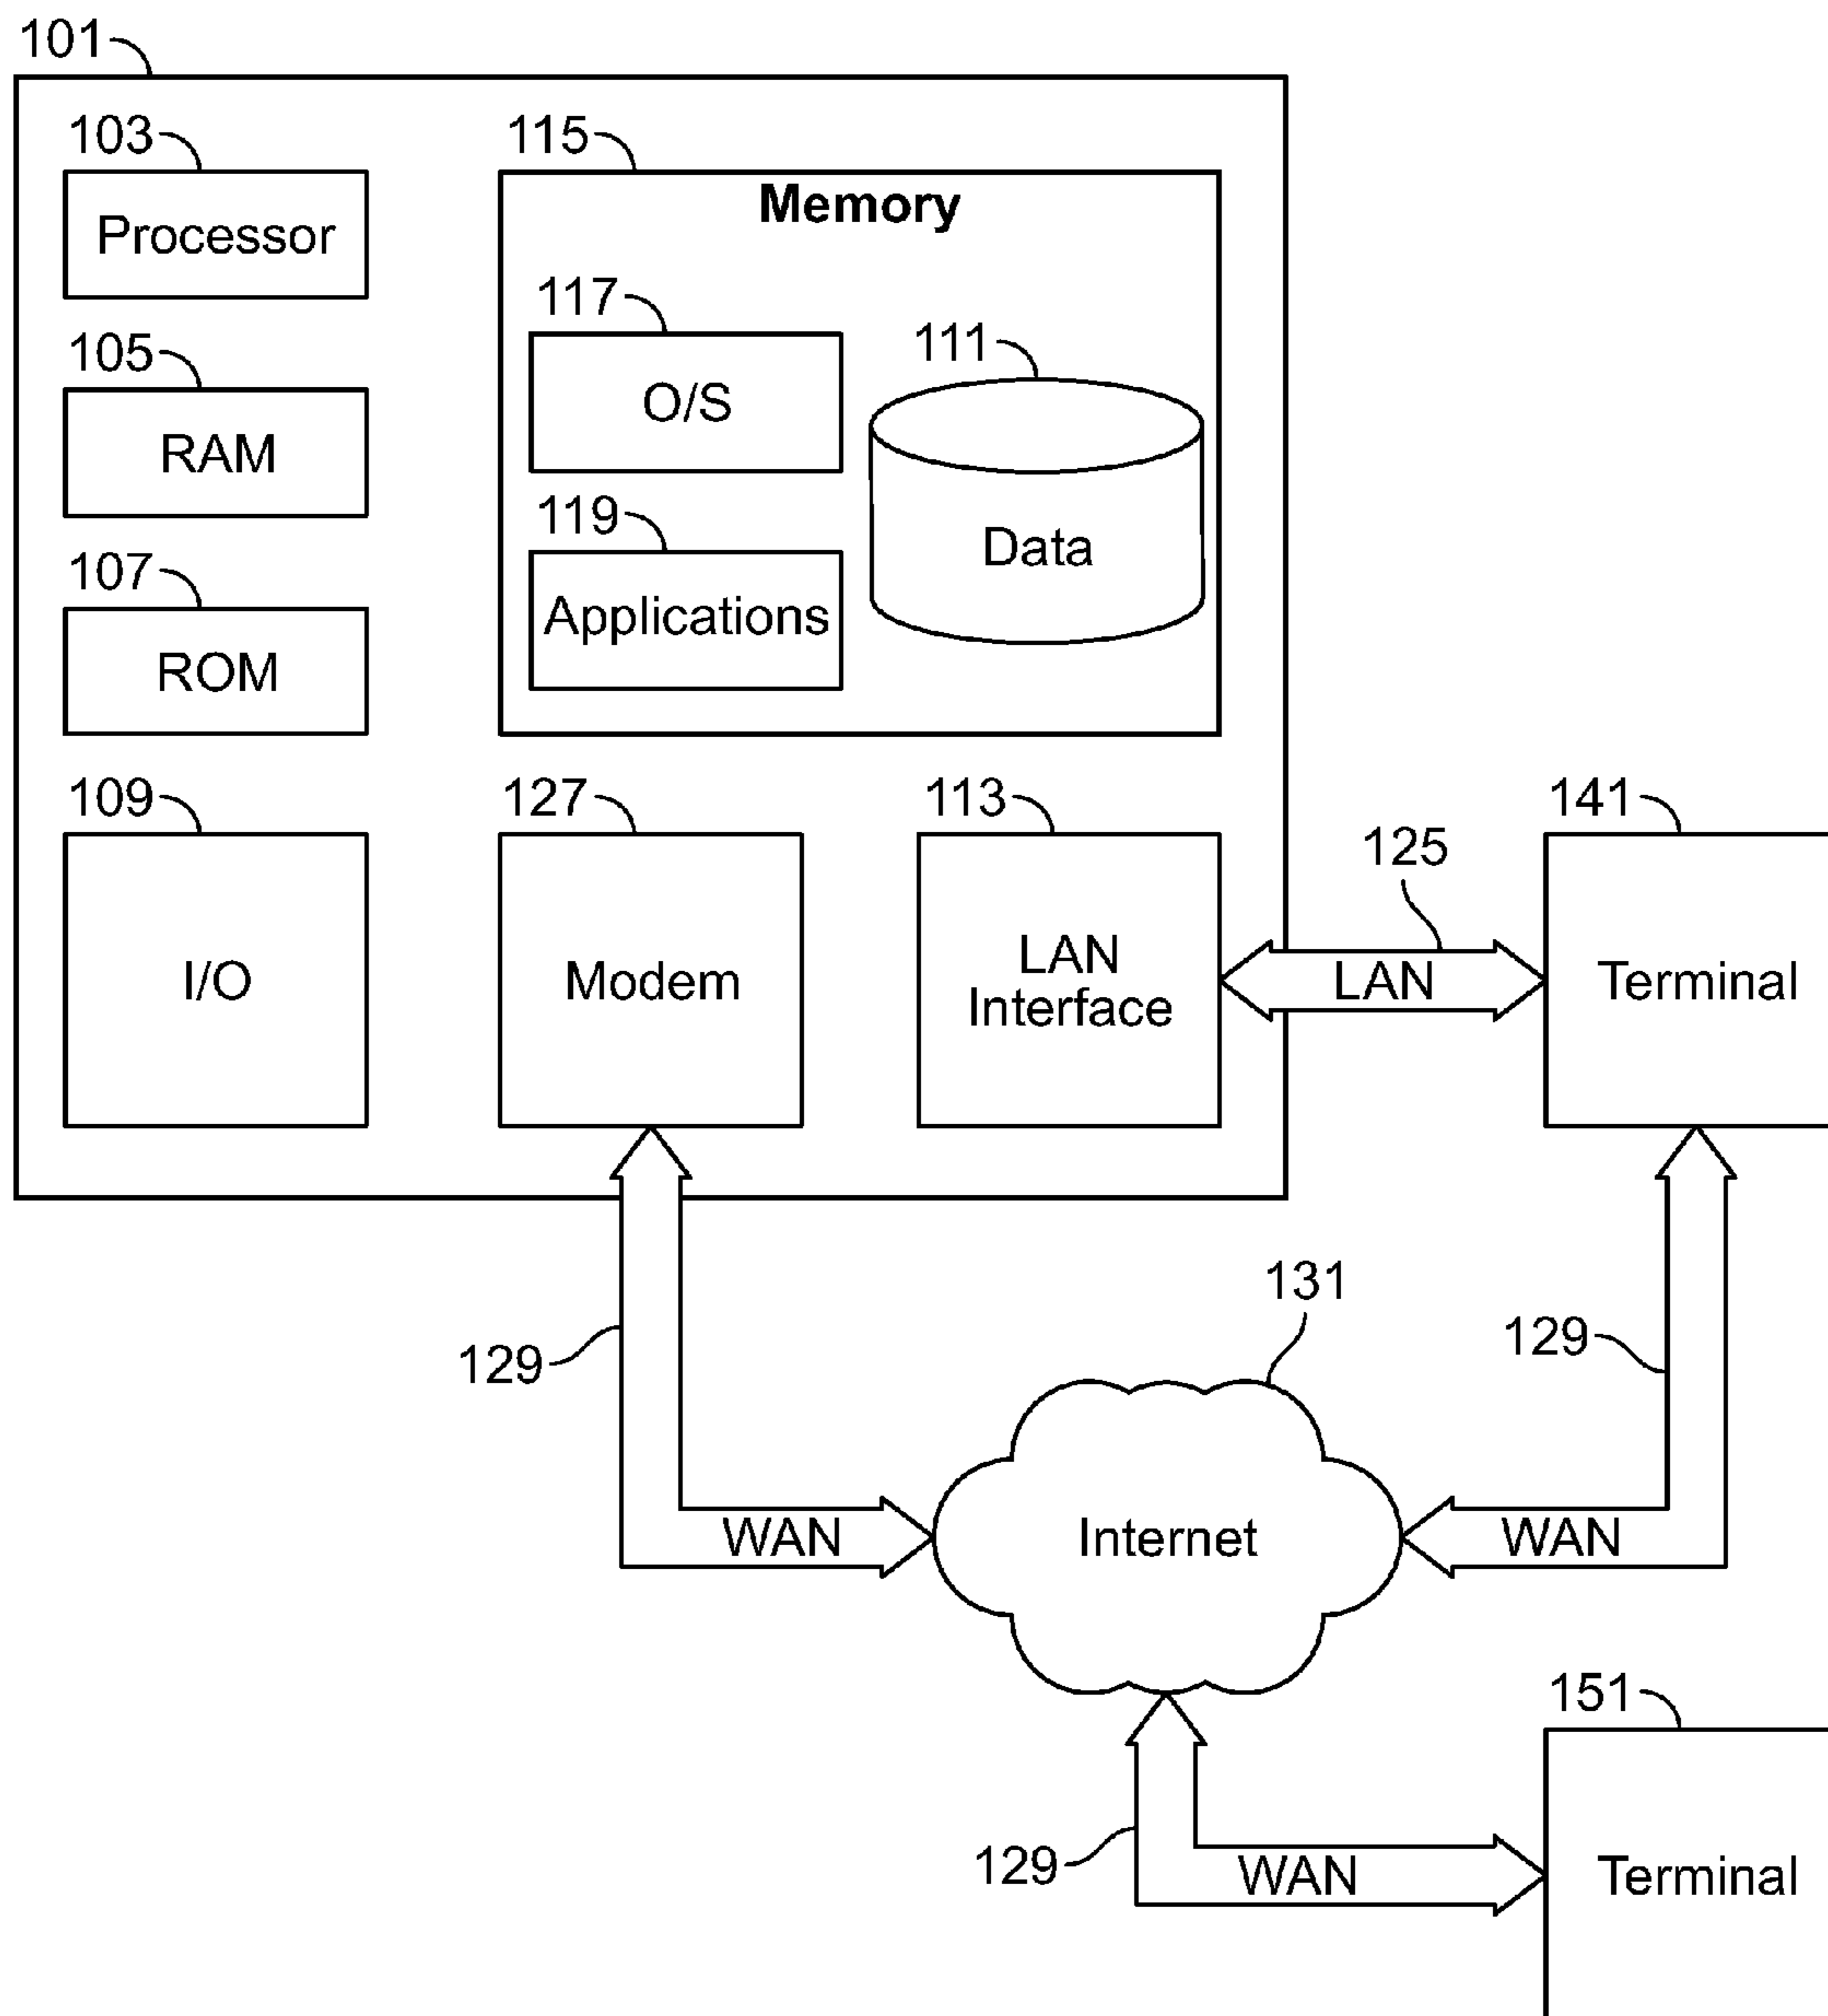 101
103
115
Memory
Processor
117
111
105
O/S
RAM
119
Data
107
Applications
ROM
109
127
113
141
125
I/O
Modem
LAN
Interface
LAN
Terminal
131
129
129
WAN
Internet
WAN
151
129
WAN
Terminal